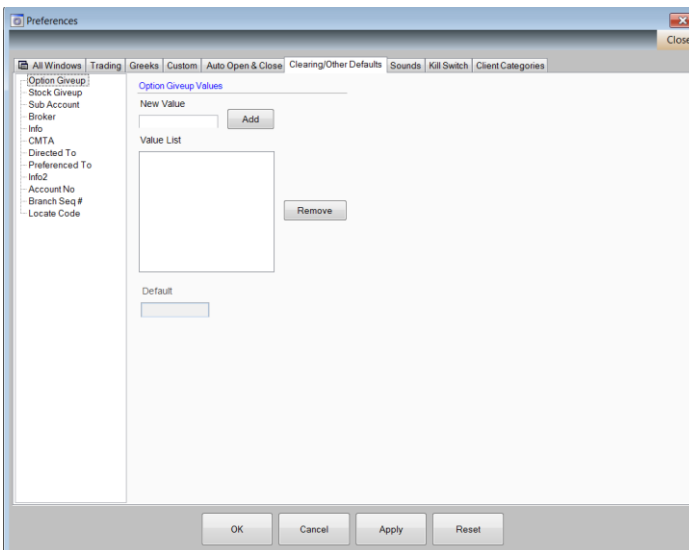 Preferences
Close
All Windows Trading Greeks Custom Auto Open & Close Clearing/Other Defaults Sounds Kill Switch Client Categories
Option Giveup
Stock Giveup
Sub Account
Broker
Info
CMTA
Directed To
Preferenced To
Info2
Account No
Branch Seq #
Locate Code
Option Giveup Values
New Value
Add
Value List
Remove
Default
OK Cancel Apply Reset